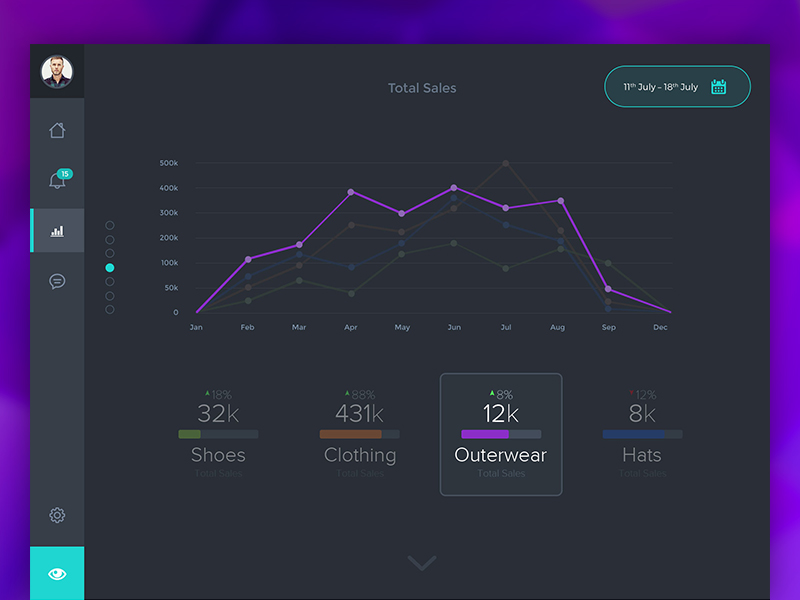 Total Sales
11th July – 18th July
15
500k
400k
300k
200k
100k
50k
0
Jan Feb Mar Apr May Jun Jul Aug Sep Dec
18% 88% 8% 12%
32k 431k 12k 8k
Shoes Clothing Outerwear Hats
Total Sales Total Sales Total Sales Total Sales